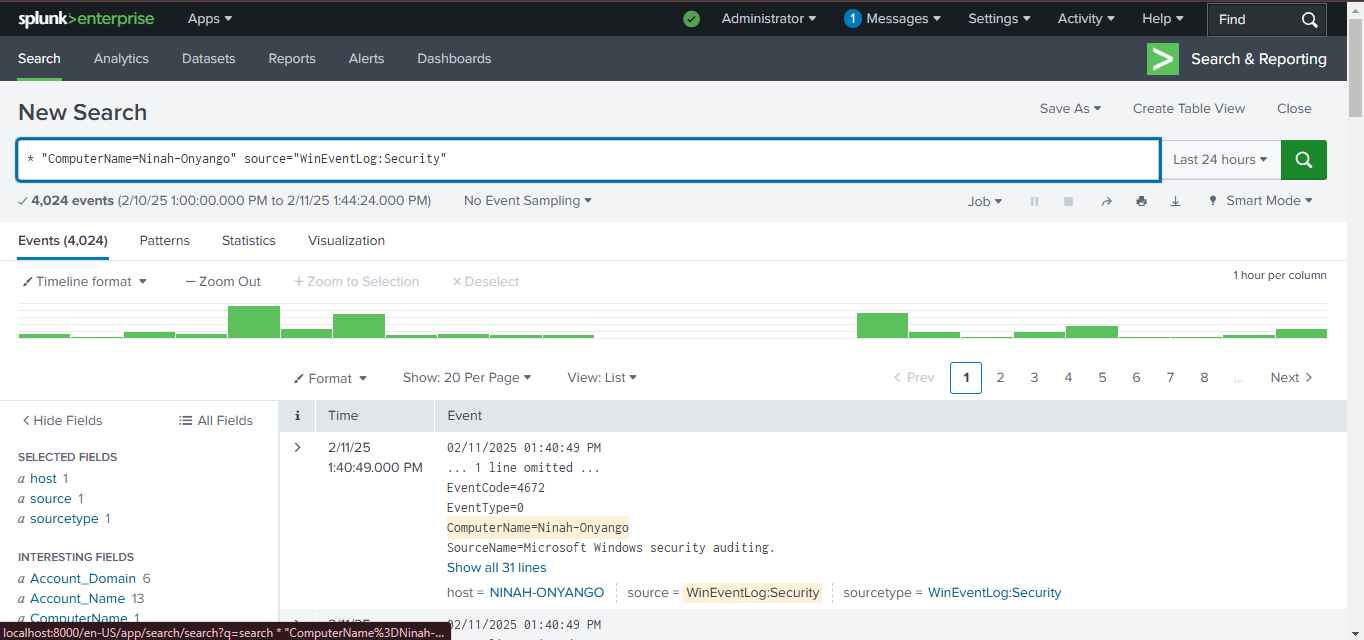 splunk>enterprise Apps Administrator 1 Messages Settings Activity Help Find
Search Analytics Datasets Reports Alerts Dashboards Search & Reporting
New Search Save As Create Table View Close
* "ComputerName=Ninah-Onyango" source="WinEventLog:Security" Last 24 hours
4,024 events (2/10/25 1:00:00.000 PM to 2/11/25 1:44:24.000 PM) No Event Sampling Job Smart Mode
Events (4,024) Patterns Statistics Visualization
Timeline format — Zoom Out + Zoom to Selection × Deselect 1 hour per column
Format Show: 20 Per Page View: List < Prev 1 2 3 4 5 6 7 8 ... Next >
< Hide Fields All Fields i Time Event
SELECTED FIELDS
a host 1
a source 1
a sourcetype 1
INTERESTING FIELDS
a Account_Domain 6
a Account_Name 13
a ComputerName 1
> 2/11/25
1:40:49.000 PM
02/11/2025 01:40:49 PM
... 1 line omitted ...
EventCode=4672
EventType=0
ComputerName=Ninah-Onyango
SourceName=Microsoft Windows security auditing.
Show all 31 lines
host = NINAH-ONYANGO source = WinEventLog:Security sourcetype = WinEventLog:Security
2/11/25 02/11/2025 01:40:49 PM
... 1 line omitted ...
localhost:8000/en-US/app/search/search?q=search * "ComputerName%3DNinah-...